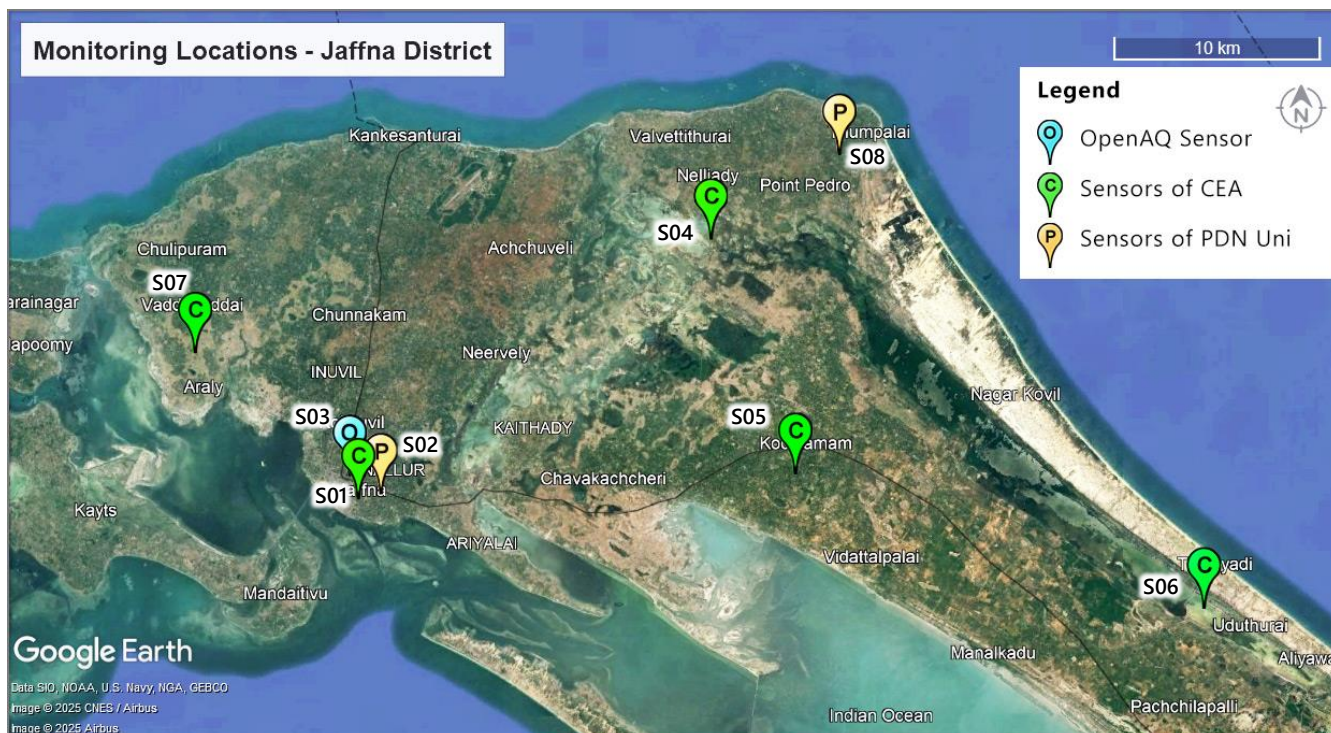 Monitoring Locations - Jaffna District
10 km
Legend
O OpenAQ Sensor
C Sensors of CEA
P Sensors of PDN Uni
Kankesanturai
Valvettithurai
P
S08
Nelliady
Point Pedro
C
S04
Chulipuram
Achchuveli
S07
C
Chunnakam
Neervely
INUVIL
Araly
Nagar Kovil
S03
O
KAITHADY
S05
C
S02
P
C
S01
Chavakachcheri
Kayts
ARIYALAI
Vidattalpalai
C
S06
Mandaitivu
Uduthurai
Manalkadu
Google Earth
Pachchilapalli
Data SIO, NOAA, U.S. Navy, NGA, GEBCO
Image © 2025 CNES / Airbus
Image © 2025 Airbus
Indian Ocean